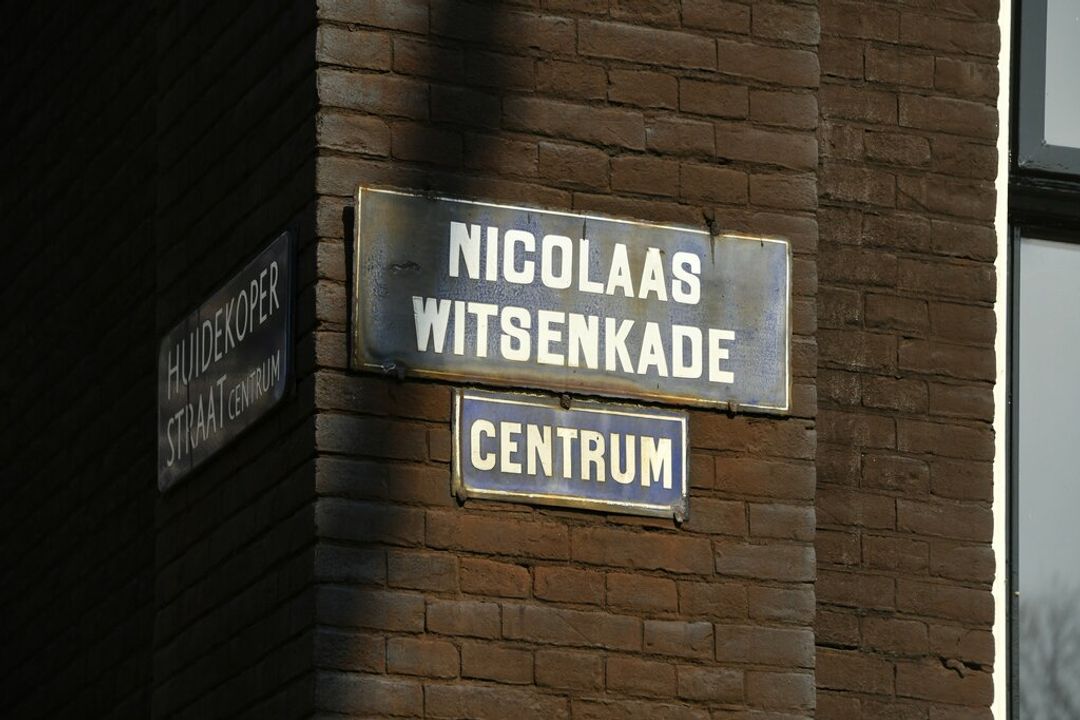 HUIDEKOPER
STRAAT CENTRUM
NICOLAAS
WITSENKADE
CENTRUM